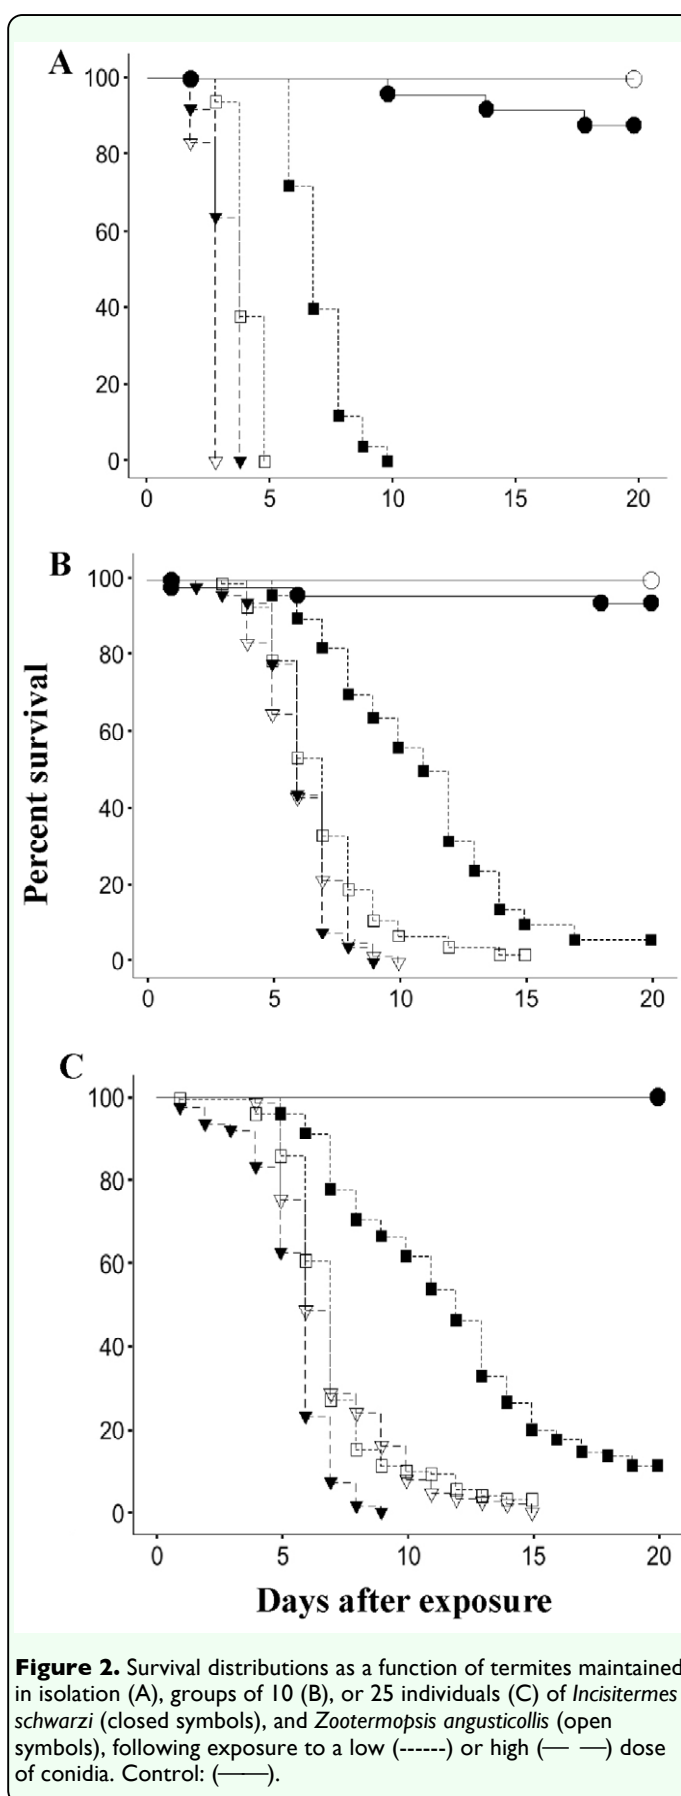 A
100
80
60
40
20
0
0 5 10 15 20
B
100
80
60
40
20
0
0 5 10 15 20
Percent survival
C
100
80
60
40
20
0
0 5 10 15 20
Days after exposure
Figure 2. Survival distributions as a function of termites maintained
in isolation (A), groups of 10 (B), or 25 individuals (C) of Incisitermes
schwarzi (closed symbols), and Zootermopsis angusticollis (open
symbols), following exposure to a low (------) or high (— —) dose
of conidia. Control: (——).